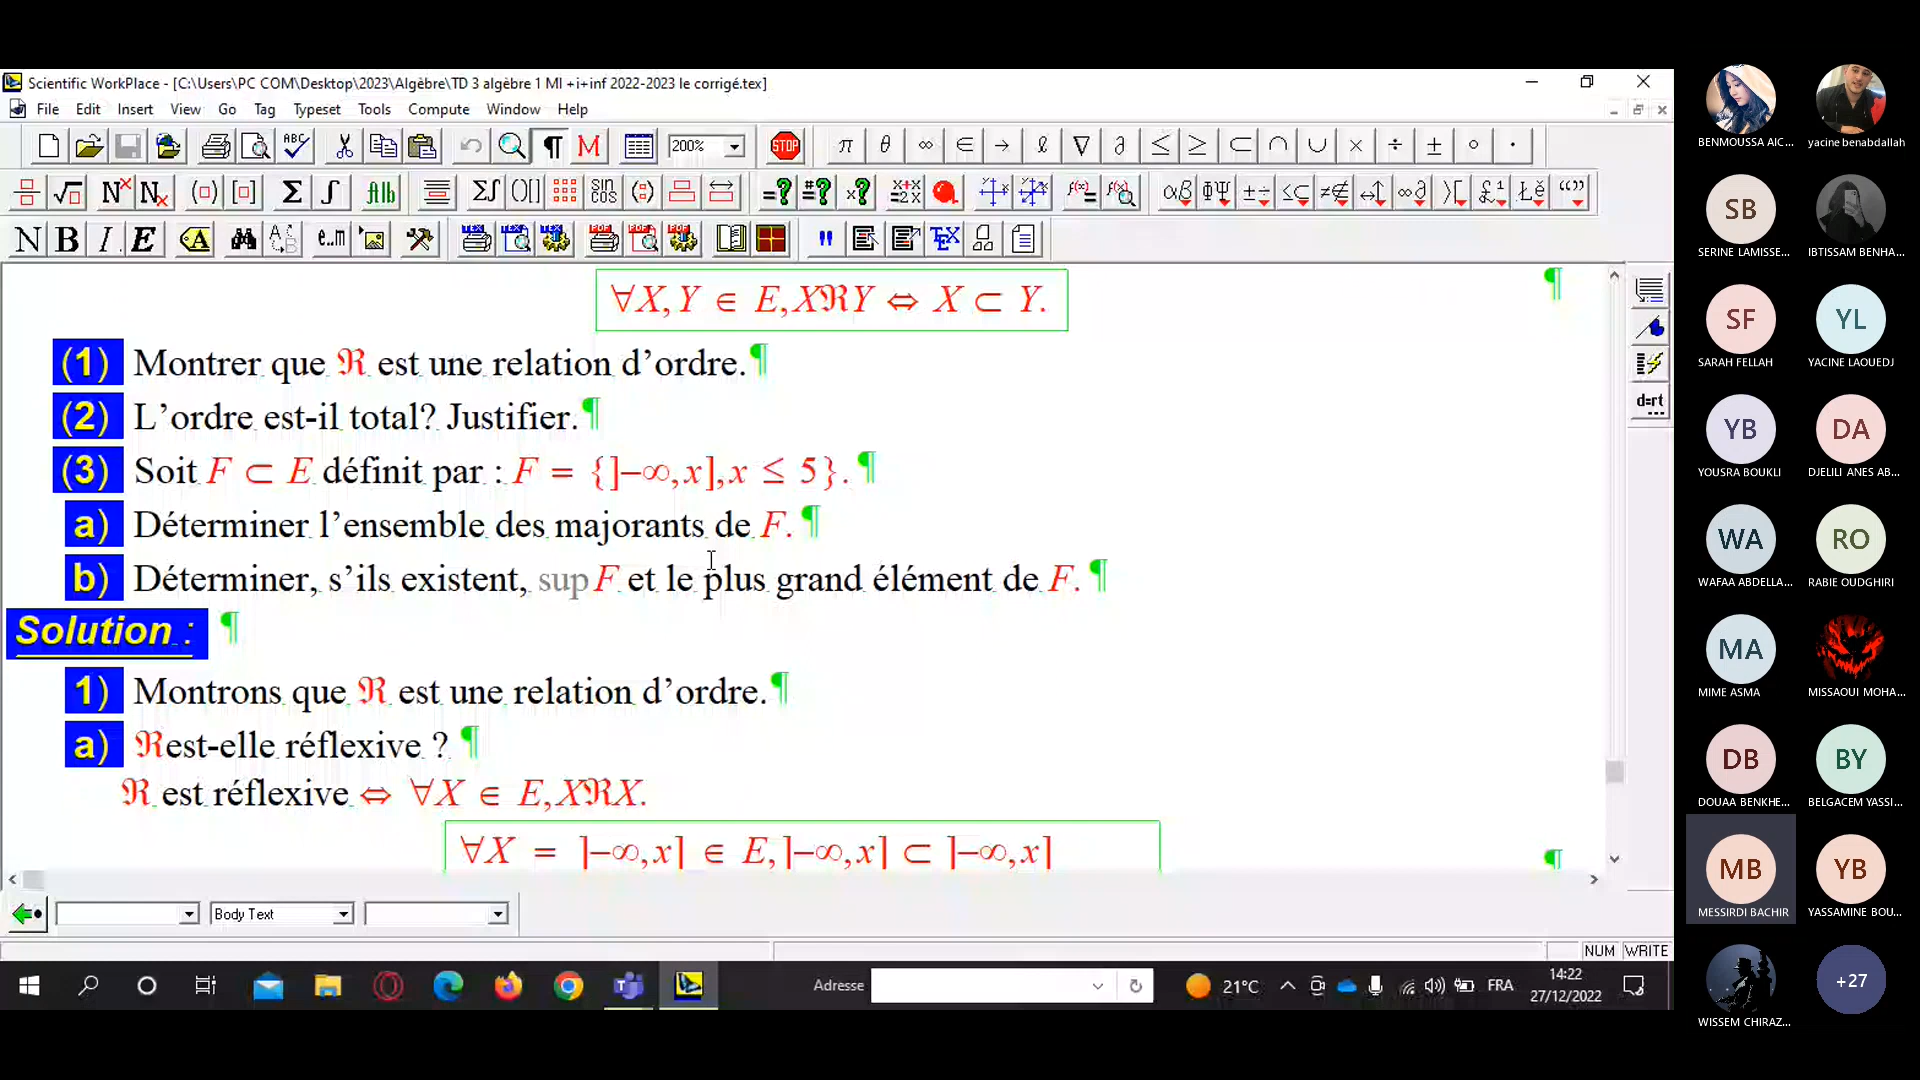 Scientific WorkPlace - [C:\Users\PC COM\Desktop\2023\Algèbre\TD 3 algèbre 1 MI +i+inf 2022-2023 le corrigé.tex]
File Edit Insert View Go Tag Typeset Tools Compute Window Help
200%
STOP
∀X,Y ∈ E,XℜY ⇔ X ⊂ Y.
(1) Montrer que ℜ est une relation d’ordre.¶
(2) L’ordre est-il total? Justifier.¶
(3) Soit F ⊂ E définit par : F = {]−∞,x],x ≤ 5}.¶
a) Déterminer l’ensemble des majorants de F.¶
b) Déterminer, s’ils existent, sup F et le plus grand élément de F.¶
Solution : ¶
1) Montrons que ℜ est une relation d’ordre.¶
a) ℜest-elle réflexive ?¶
ℜ est réflexive ⇔ ∀X ∈ E,XℜX.
∀X = ]−∞,x] ∈ E,]−∞,x] ⊂ ]−∞,x]
Body Text
NUM WRITE
Adresse
21°C
FRA
14:22
27/12/2022
BENMOUSSA AIC...
yacine benabdallah
SB
SERINE LAMISSE...
IBTISSAM BENHA...
SF
SARAH FELLAH
YL
YACINE LAOUEDJ
YB
YOUSRA BOUKLI
DA
DJELILI ANES AB...
WA
WAFAA ABDELLA...
RO
RABIE OUDGHIRI
MA
MIME ASMA
MISSAOUI MOHA...
DB
DOUAA BENKHE...
BY
BELGACEM YASSI...
MB
MESSIRDI BACHIR
YB
YASSAMINE BOU...
WISSEM CHIRAZ...
+27